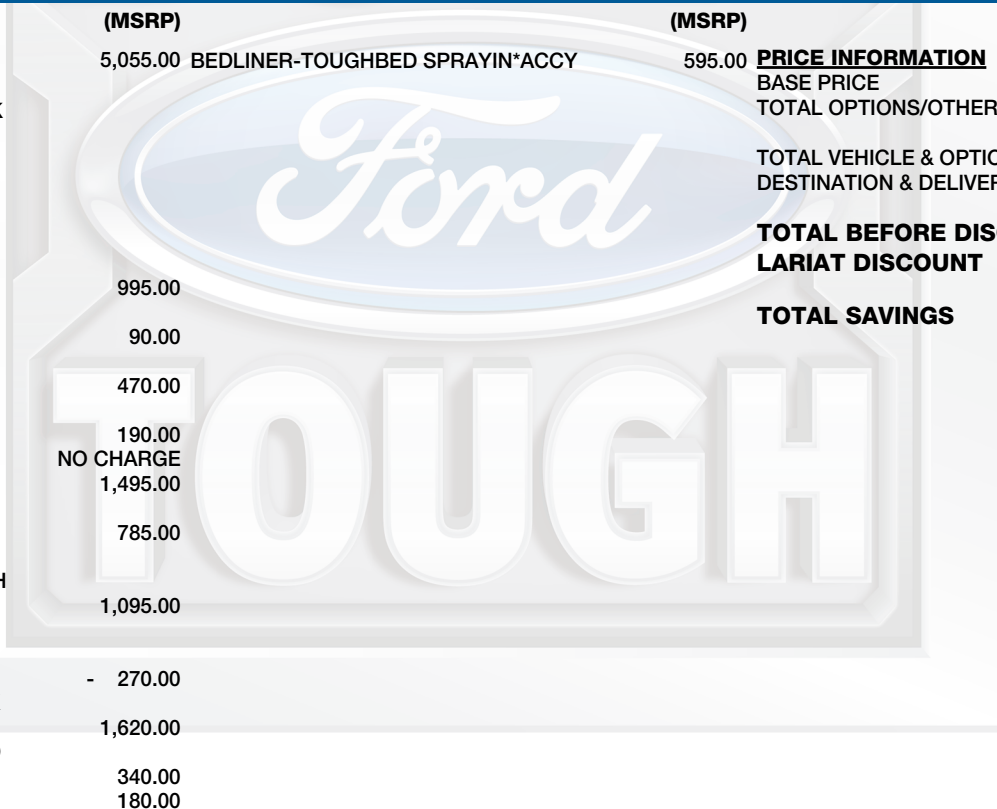 (MSRP)
5,055.00
995.00
90.00
470.00
190.00
NO CHARGE
1,495.00
785.00
1,095.00
- 270.00
1,620.00
340.00
180.00
(MSRP)
BEDLINER-TOUGHBED SPRAYIN*ACCY 595.00
PRICE INFORMATION
BASE PRICE
TOTAL OPTIONS/OTHER
TOTAL VEHICLE & OPTIO
DESTINATION & DELIVER
TOTAL BEFORE DISC
LARIAT DISCOUNT
TOTAL SAVINGS
Ford
TOUGH